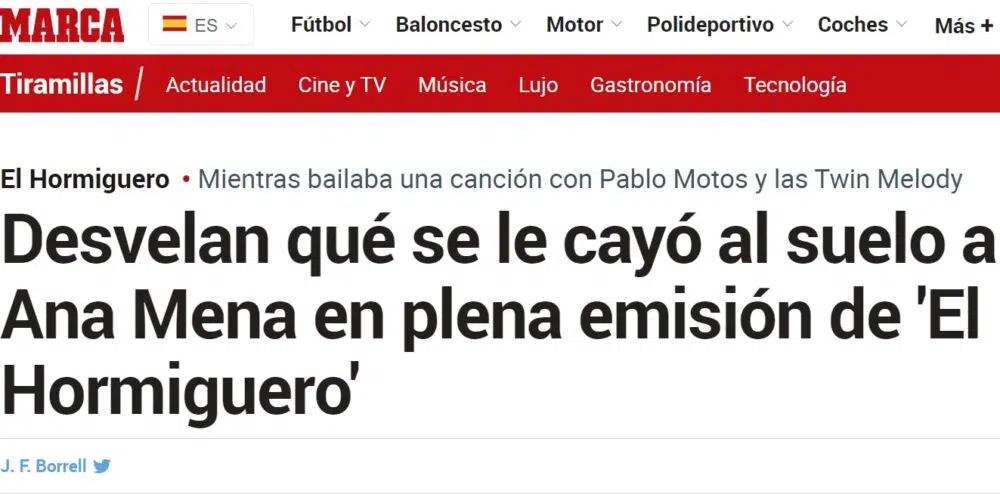 MARCA ES Fútbol Baloncesto Motor Polideportivo Coches Más +
Tiramillas / Actualidad Cine y TV Música Lujo Gastronomía Tecnología
El Hormiguero • Mientras bailaba una canción con Pablo Motos y las Twin Melody
Desvelan qué se le cayó al suelo a
Ana Mena en plena emisión de 'El
Hormiguero'
J. F. Borrell